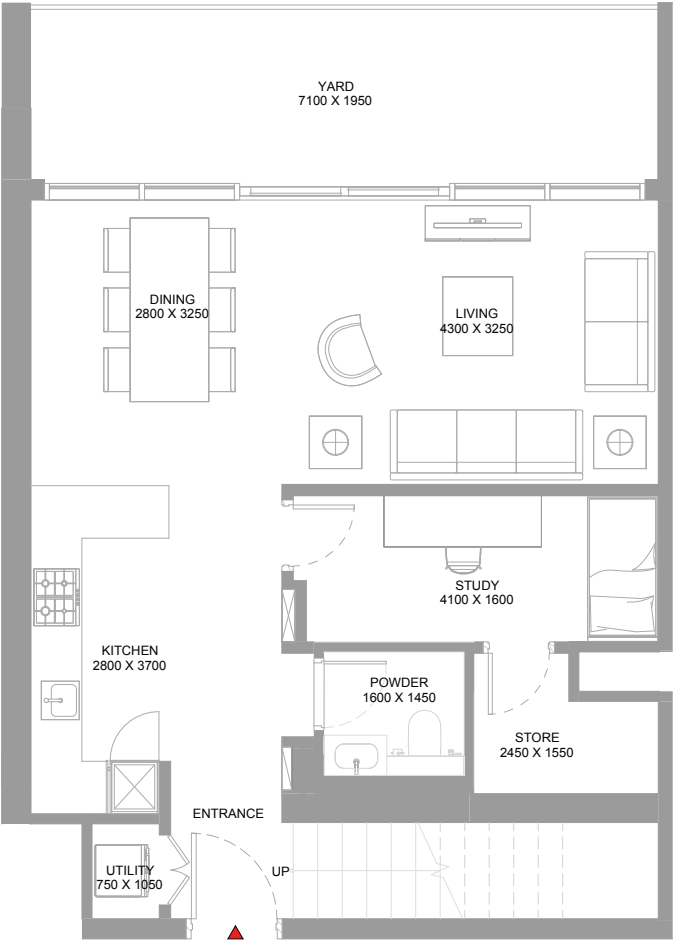 YARD
7100 X 1950
DINING
2800 X 3250
LIVING
4300 X 3250
STUDY
4100 X 1600
KITCHEN
2800 X 3700
POWDER
1600 X 1450
STORE
2450 X 1550
ENTRANCE
UTILITY
750 X 1050
UP